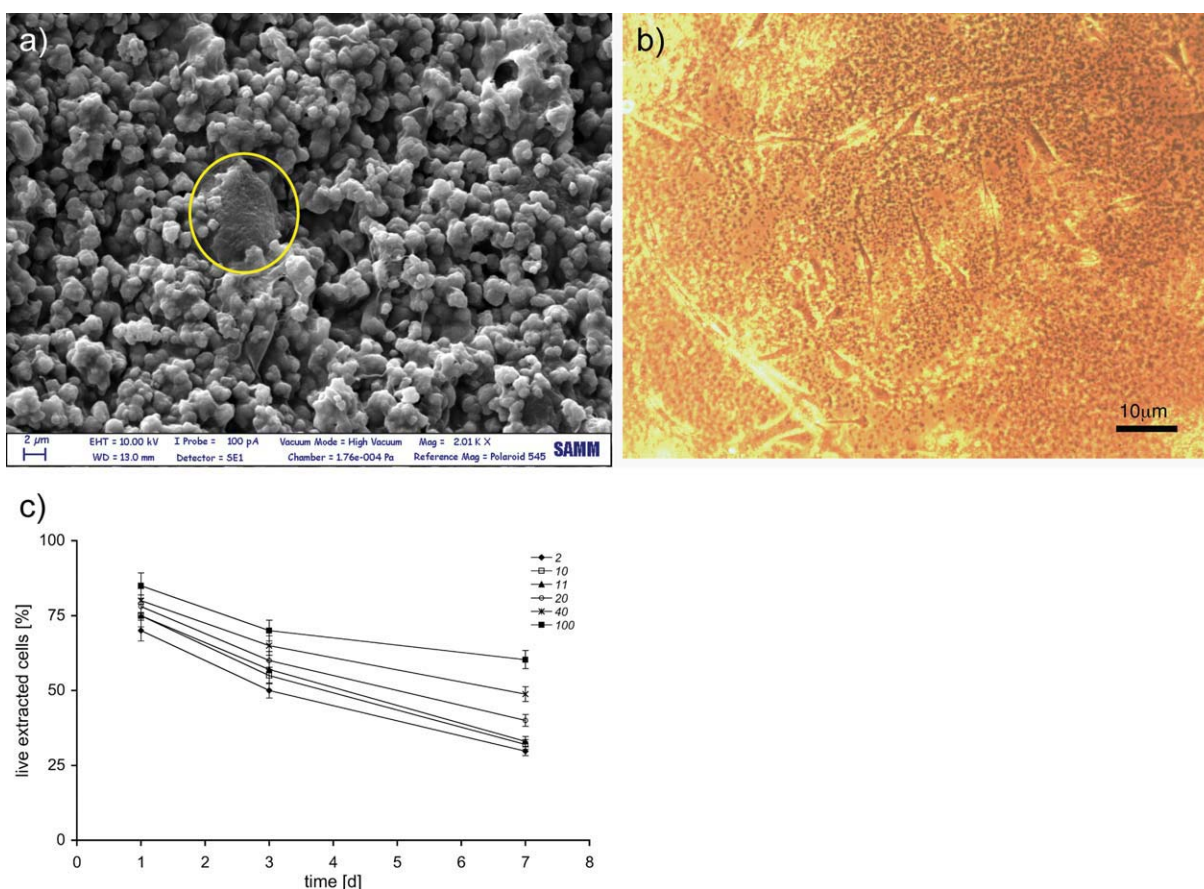 a)
2 µm
EHT = 10.00 kV
I Probe = 100 pA
Vacuum Mode = High Vacuum
Mag = 2.01 K X
WD = 13.0 mm
Detector = SE1
Chamber = 1.76e-004 Pa
Reference Mag = Polaroid 545
SAMM
b)
10µm
c)
live extracted cells [%]
100
75
50
25
0
2
10
11
20
40
100
0 1 2 3 4 5 6 7 8
time [d]